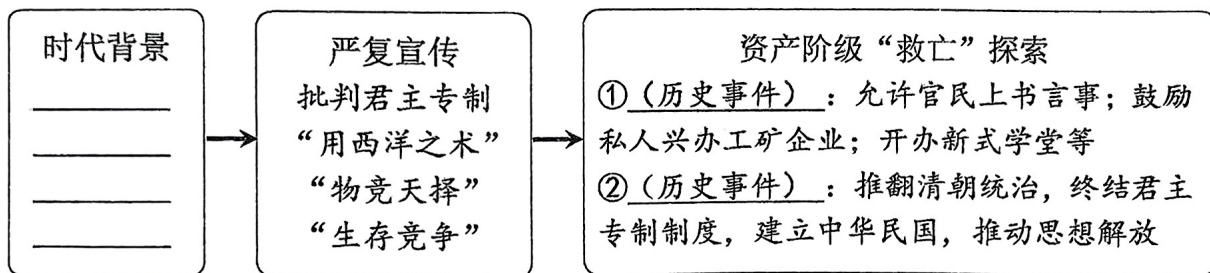 时代背景
严复宣传
批判君主专制
“用西洋之术”
“物竞天择”
“生存竞争”
资产阶级“救亡”探索
①（历史事件）：允许官民上书言事；鼓励
私人兴办工矿企业；开办新式学堂等
②（历史事件）：推翻清朝统治，终结君主
专制制度，建立中华民国，推动思想解放